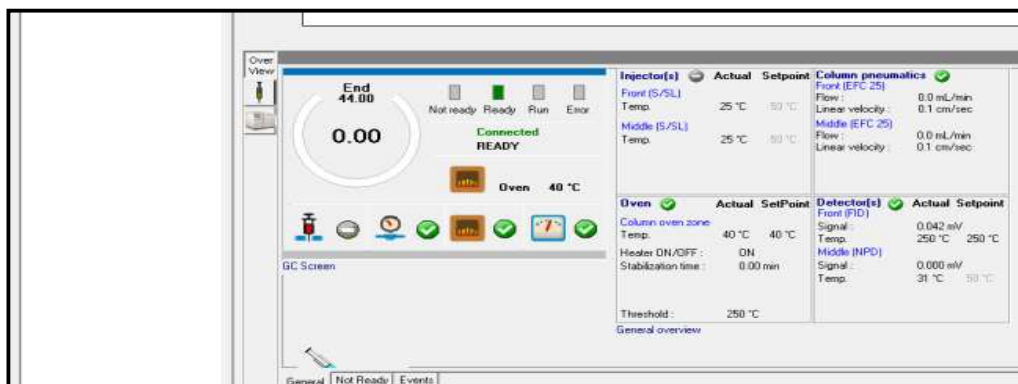 Over
View
End
44.00
0.00
Not ready Ready Run Error
Connected
READY
Oven 40 °C
GC Screen
Injector(s) Actual Setpoint
Front (S/SL)
Temp. 25 °C 50 °C
Middle (S/SL)
Temp. 25 °C 50 °C
Column pneumatics
Front (EFC 25)
Flow : 0.0 mL/min
Linear velocity : 0.1 cm/sec
Middle (EFC 25)
Flow : 0.0 mL/min
Linear velocity : 0.1 cm/sec
Oven Actual SetPoint
Column oven zone
Temp. 40 °C 40 °C
Heater ON/OFF : ON
Stabilization time : 0.00 min
Threshold : 250 °C
Detector(s) Actual Setpoint
Front (FID)
Signal : 0.042 mV
Temp. 250 °C 250 °C
Middle (NPD)
Signal : 0.000 mV
Temp. 31 °C 50 °C
General overview
General Not Ready Events